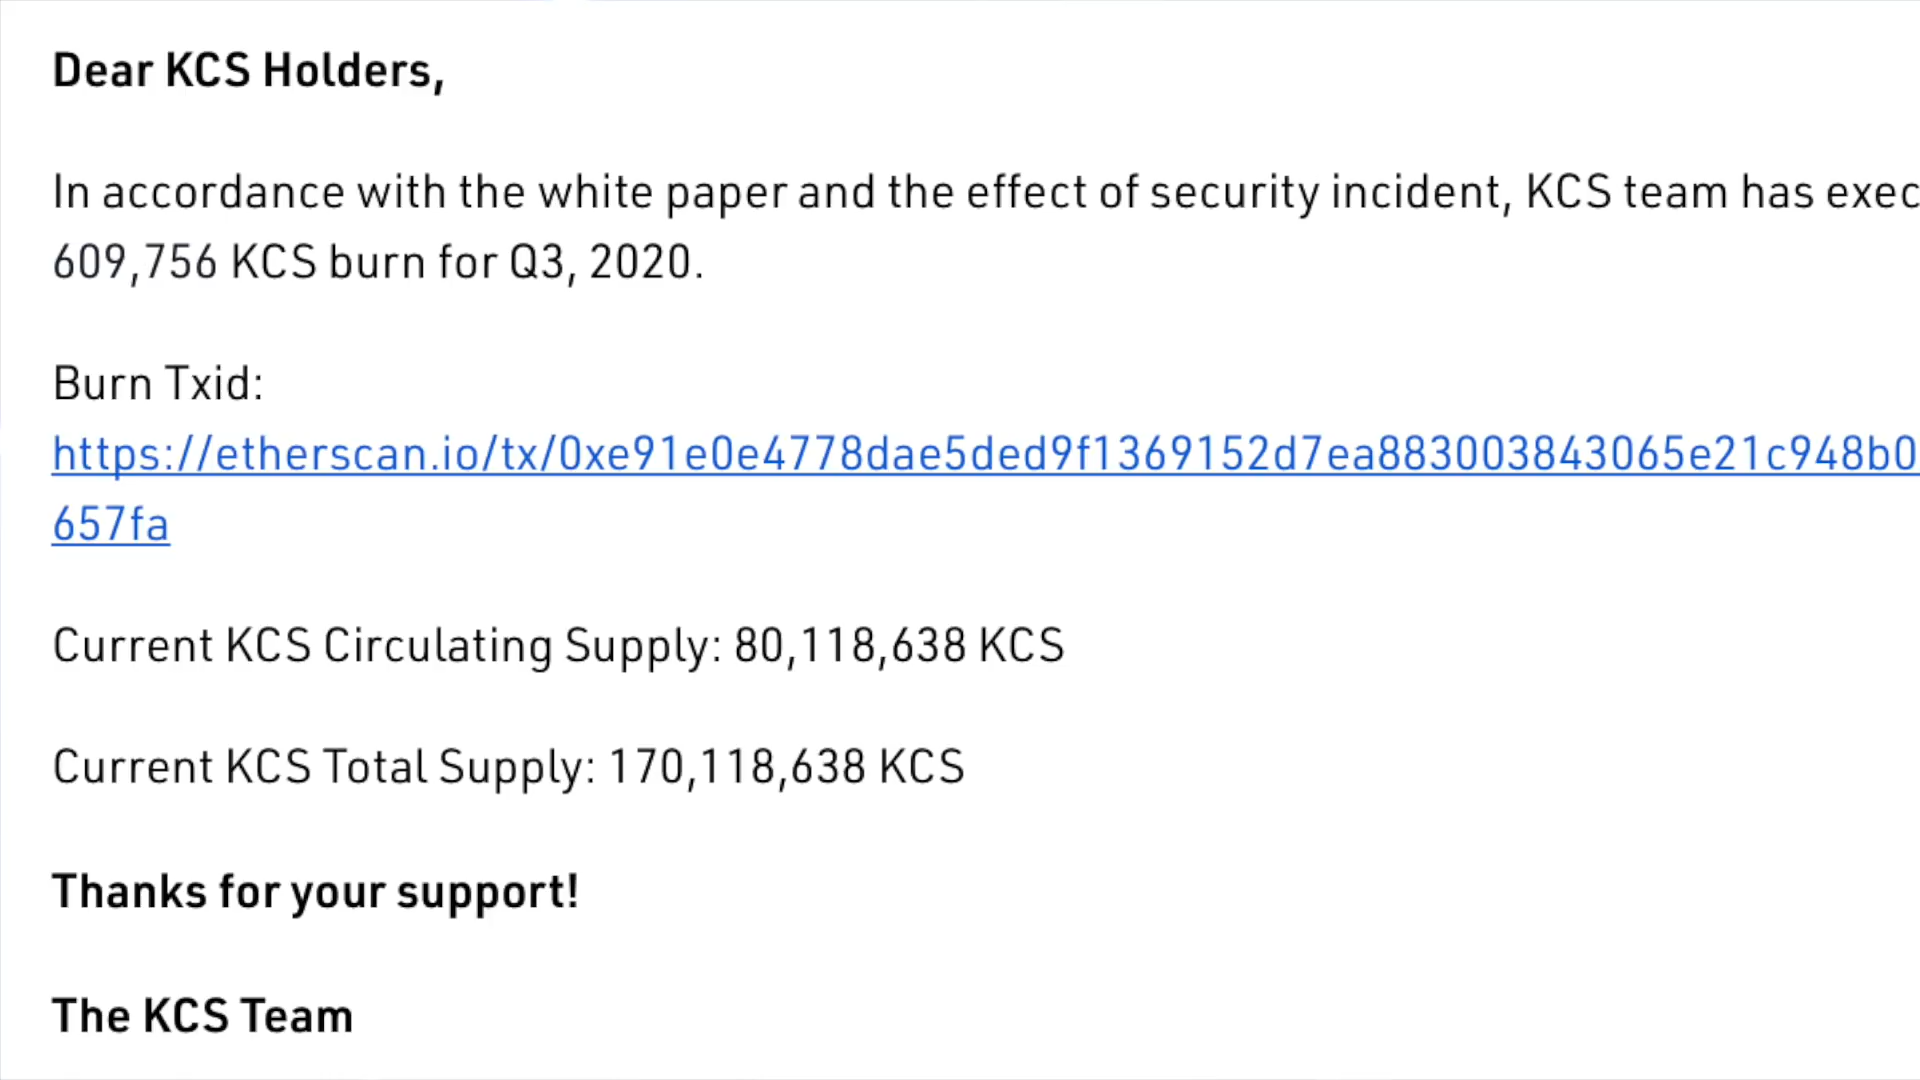 Dear KCS Holders,
In accordance with the white paper and the effect of security incident, KCS team has exec
609,756 KCS burn for Q3, 2020.
Burn Txid:
https://etherscan.io/tx/0xe91e0e4778dae5ded9f1369152d7ea883003843065e21c948b0
657fa
Current KCS Circulating Supply: 80,118,638 KCS
Current KCS Total Supply: 170,118,638 KCS
Thanks for your support!
The KCS Team